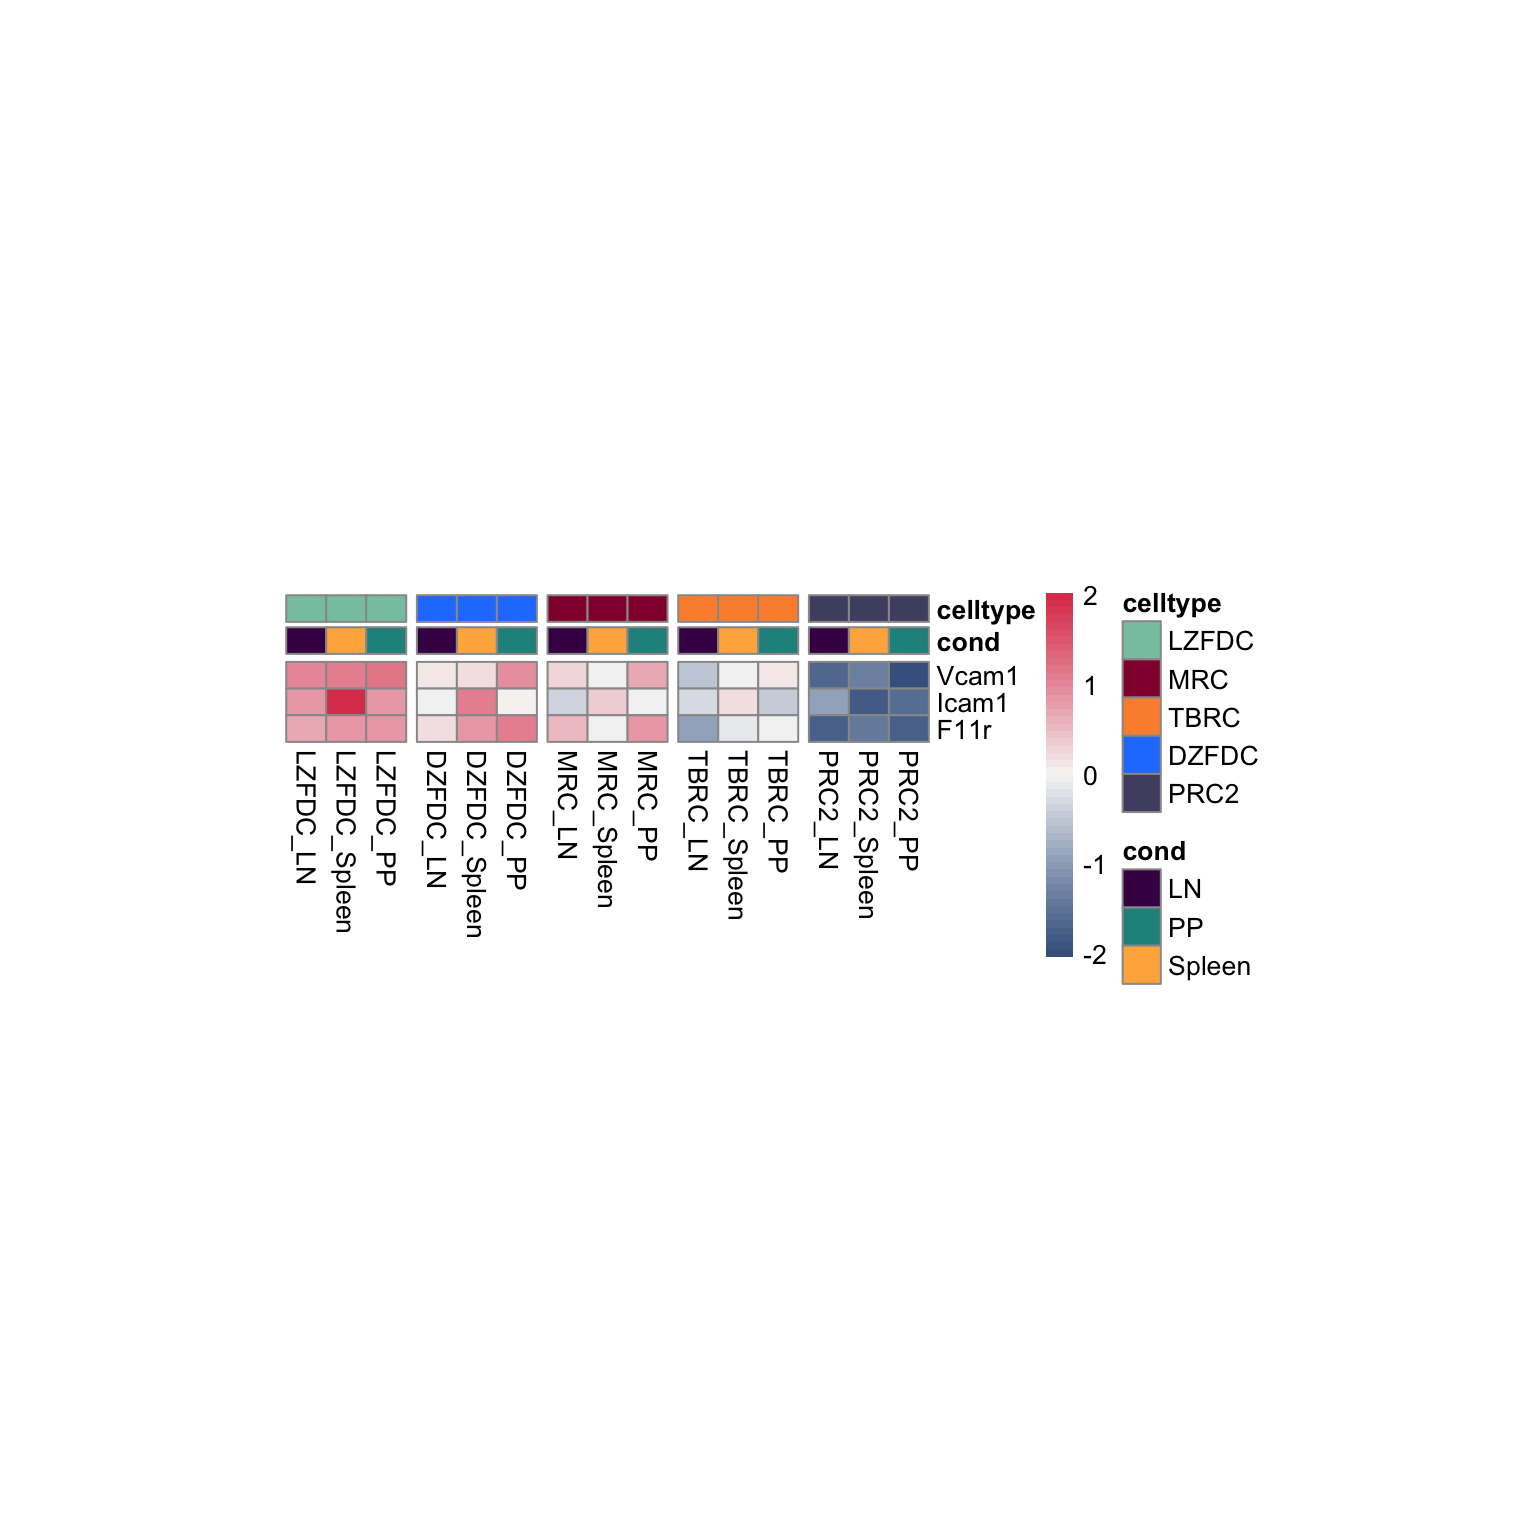 celltype
cond
Vcam1
Icam1
F11r
LZFDC_LN
LZFDC_Spleen
LZFDC_PP
DZFDC_LN
DZFDC_Spleen
DZFDC_PP
MRC_LN
MRC_Spleen
MRC_PP
TBRC_LN
TBRC_Spleen
TBRC_PP
PRC2_LN
PRC2_Spleen
PRC2_PP
2
1
0
-1
-2
celltype
LZFDC
MRC
TBRC
DZFDC
PRC2
cond
LN
PP
Spleen